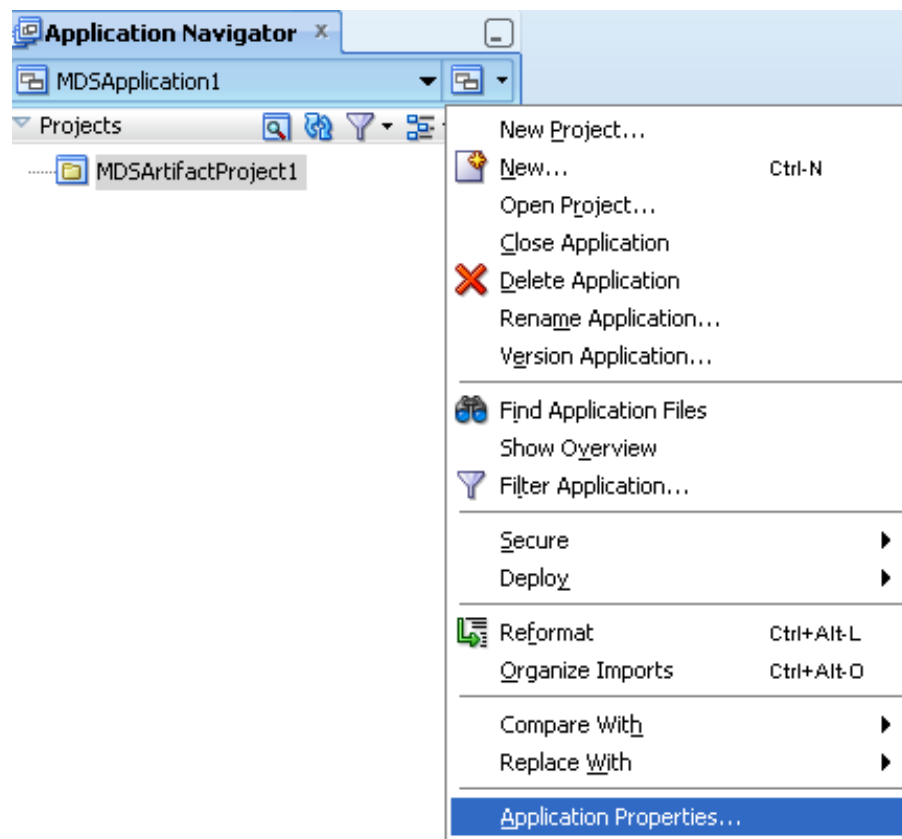 Application Navigator x
MDSApplication1
Projects
MDSArtifactProject1
New Project...
New... Ctrl-N
Open Project...
Close Application
Delete Application
Rename Application...
Version Application...
Find Application Files
Show Overview
Filter Application...
Secure
Deploy
Reformat Ctrl+Alt-L
Organize Imports Ctrl+Alt-O
Compare With
Replace With
Application Properties...